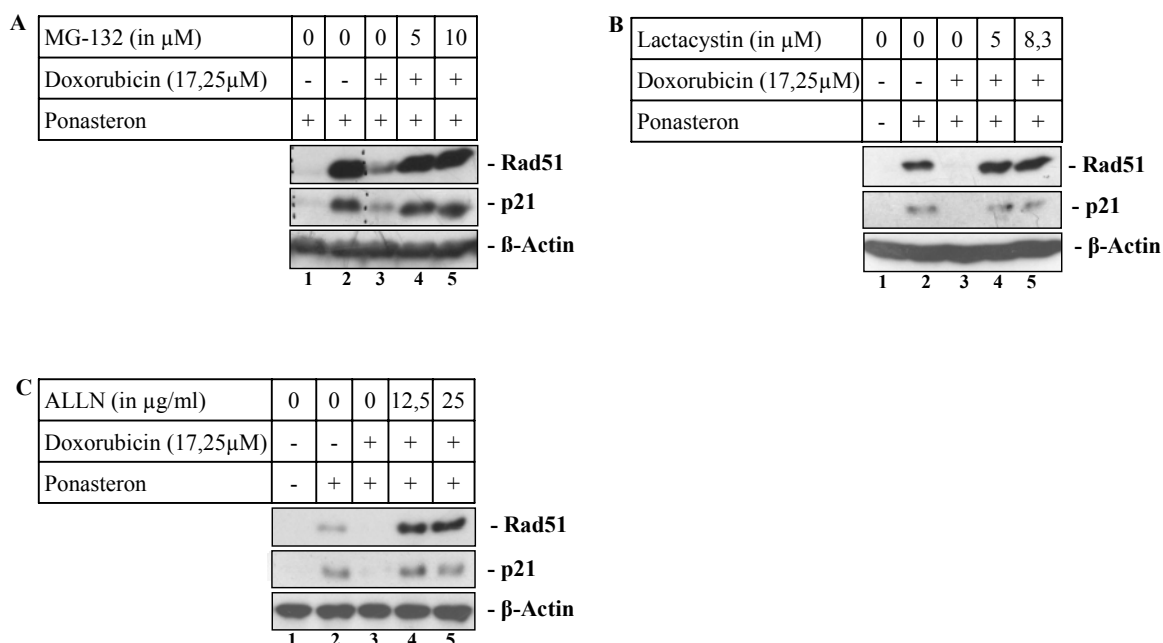 A
MG-132 (in µM) 0 0 0 5 10
Doxorubicin (17,25µM) - - + + +
Ponasteron + + + + +
- Rad51
- p21
- ß-Actin
1 2 3 4 5
B
Lactacystin (in µM) 0 0 0 5 8,3
Doxorubicin (17,25µM) - - + + +
Ponasteron - + + + +
- Rad51
- p21
- β-Actin
1 2 3 4 5
C
ALLN (in µg/ml) 0 0 0 12,5 25
Doxorubicin (17,25µM) - - + + +
Ponasteron - + + + +
- Rad51
- p21
- β-Actin
1 2 3 4 5